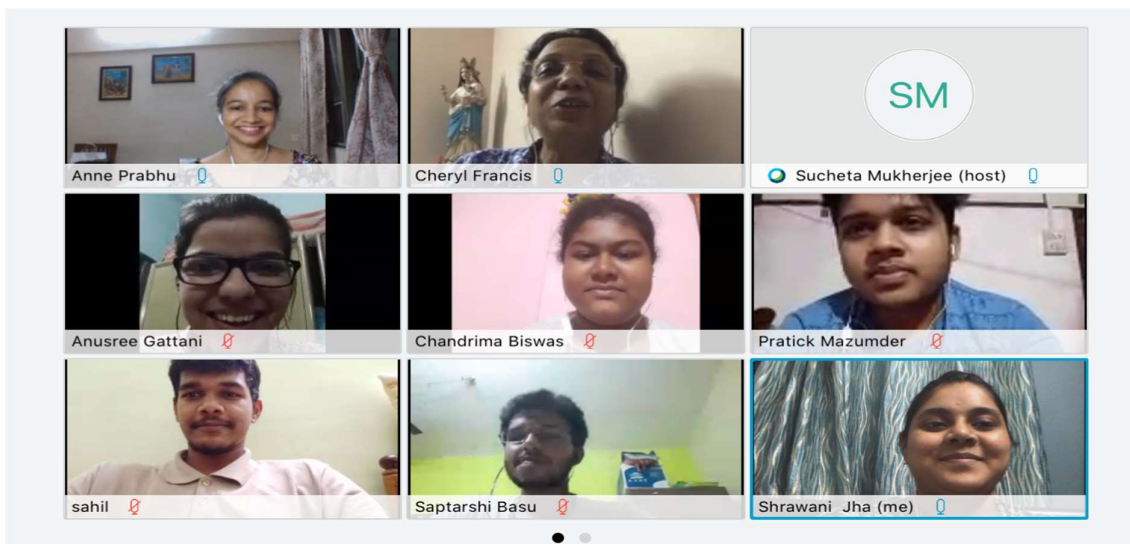 Anne Prabhu
Cheryl Francis
SM
Sucheta Mukherjee (host)
Anusree Gattani
Chandrima Biswas
Pratick Mazumder
sahil
Saptarshi Basu
Shrawani Jha (me)